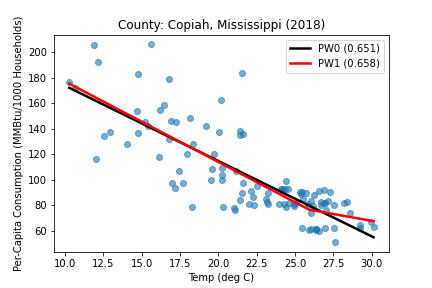 County: Copiah, Mississippi (2018)
PW0 (0.651)
PW1 (0.658)
Per-Capita Consumption (MMBtu/1000 Households)
200
180
160
140
120
100
80
60
10.0 12.5 15.0 17.5 20.0 22.5 25.0 27.5 30.0
Temp (deg C)